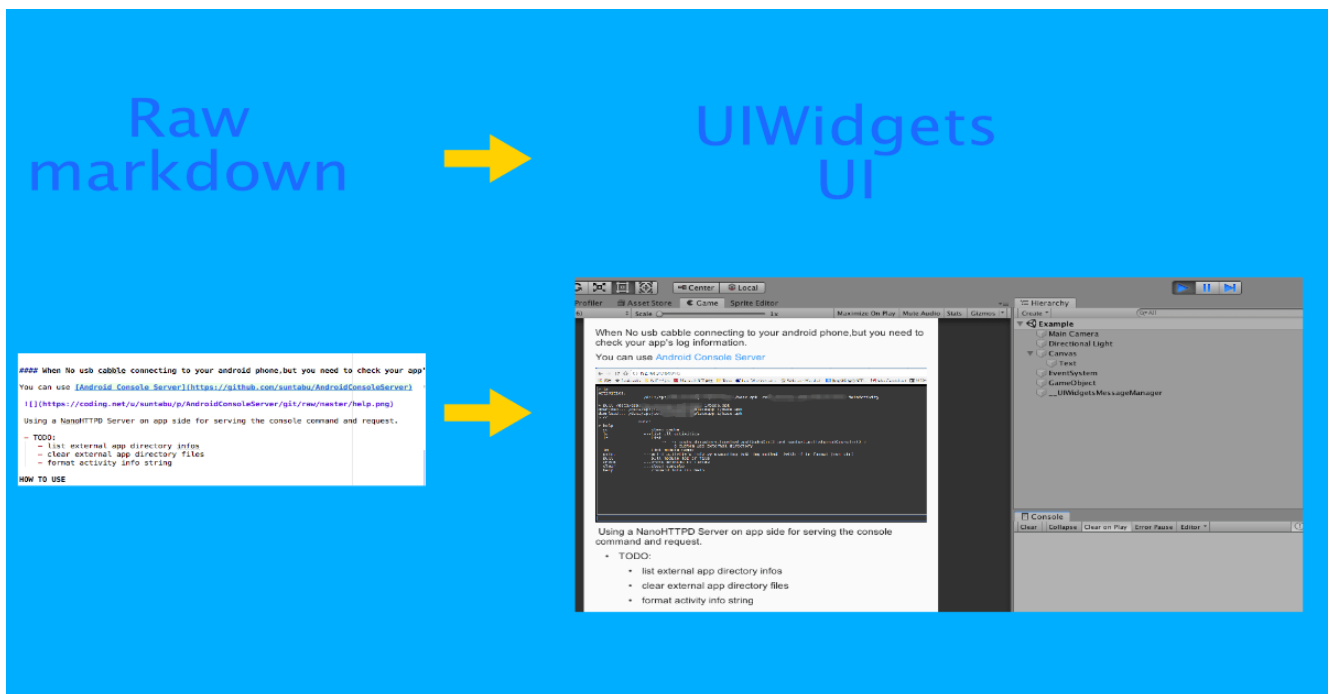 Raw
markdown
UIWidgets
UI
#### When No usb cabble connecting to your android phone,but you need to check your app'
You can use [Android Console Server](https://github.com/suntabu/AndroidConsoleServer)
![](https://coding.net/u/suntabu/p/AndroidConsoleServer/git/raw/master/help.png)
Using a NanoHTTPD Server on app side for serving the console command and request.
- TODO:
- list external app directory infos
- clear external app directory files
- format activity info string
HOW TO USE
Center Local
Profiler Asset Store Game Sprite Editor
Scale 1x Maximize On Play Mute Audio Stats Gizmos
When No usb cabble connecting to your android phone,but you need to
check your app's log information.
You can use Android Console Server
Using a NanoHTTPD Server on app side for serving the console
command and request.
• TODO:
• list external app directory infos
• clear external app directory files
• format activity info string
Hierarchy
Create All
Example
Main Camera
Directional Light
Canvas
Text
EventSystem
GameObject
__UIWidgetsMessageManager
Console
Clear Collapse Clear on Play Error Pause Editor